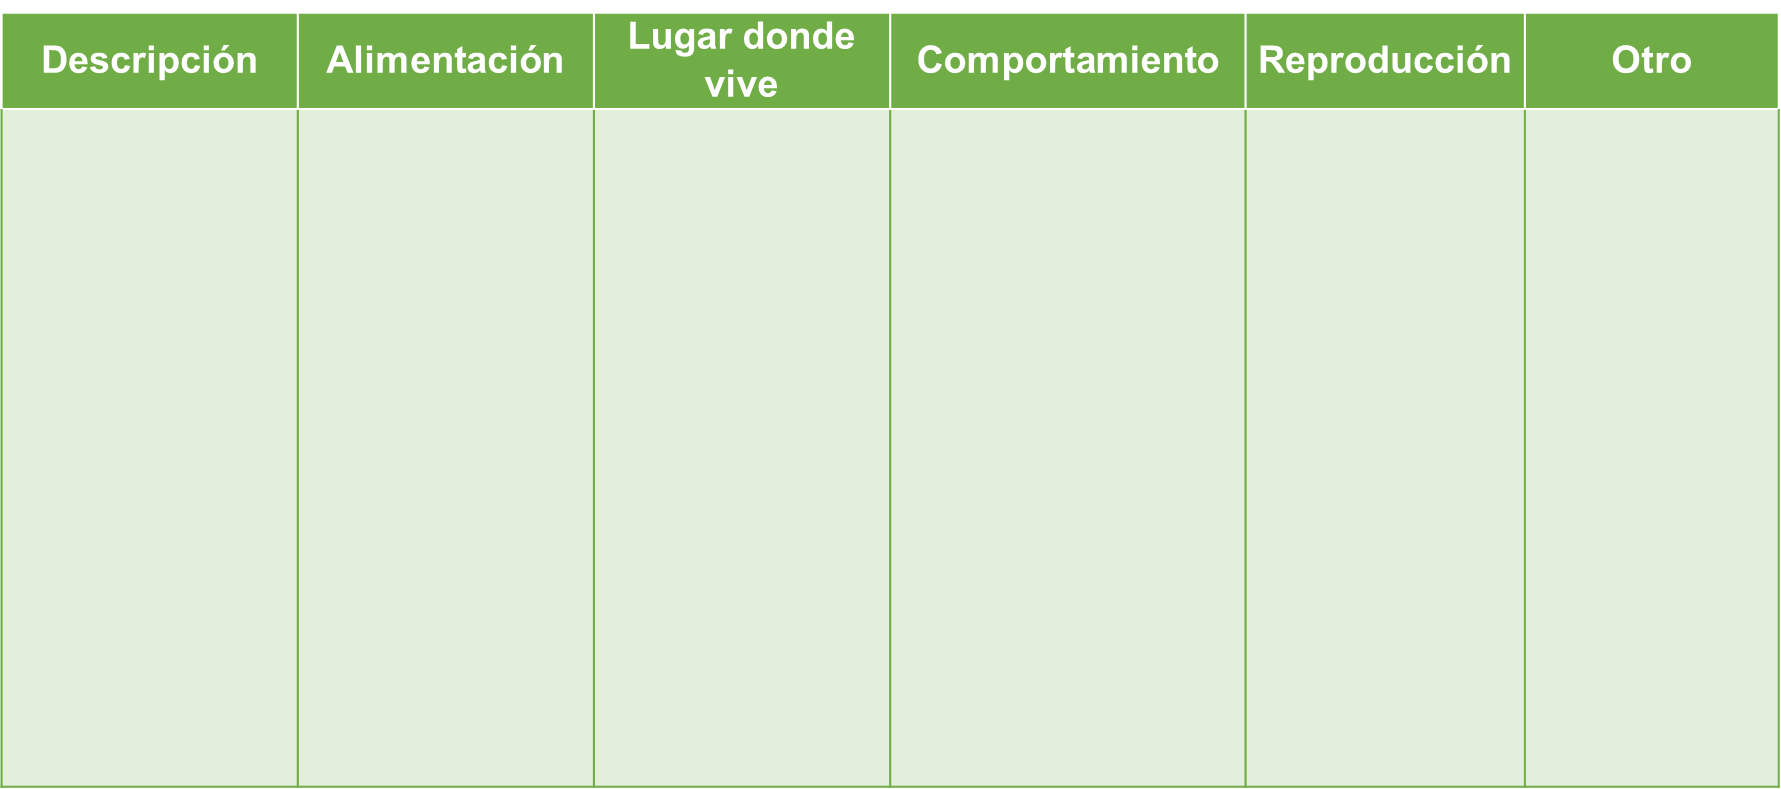 Descripción
Alimentación
Lugar donde
vive
Comportamiento
Reproducción
Otro